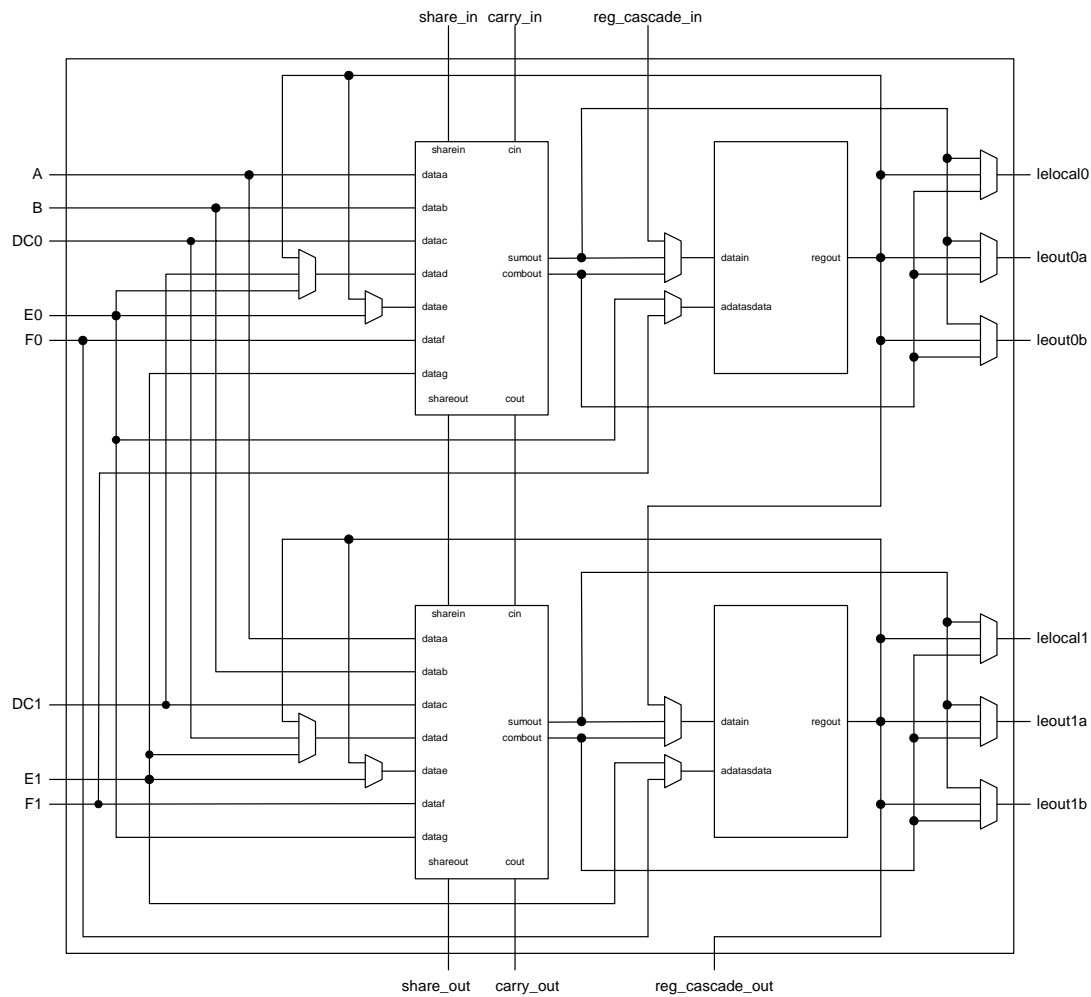 share_in carry_in reg_cascade_in
sharein cin
A dataa lelocal0
B datab
DC0 datac
sumout datain regout leout0a
datad combout
E0 datae adatasdata
F0 dataf leout0b
datag
shareout cout
sharein cin
dataa lelocal1
datab
DC1 datac
sumout datain regout leout1a
datad combout
E1 datae adatasdata
F1 dataf leout1b
datag
shareout cout
share_out carry_out reg_cascade_out